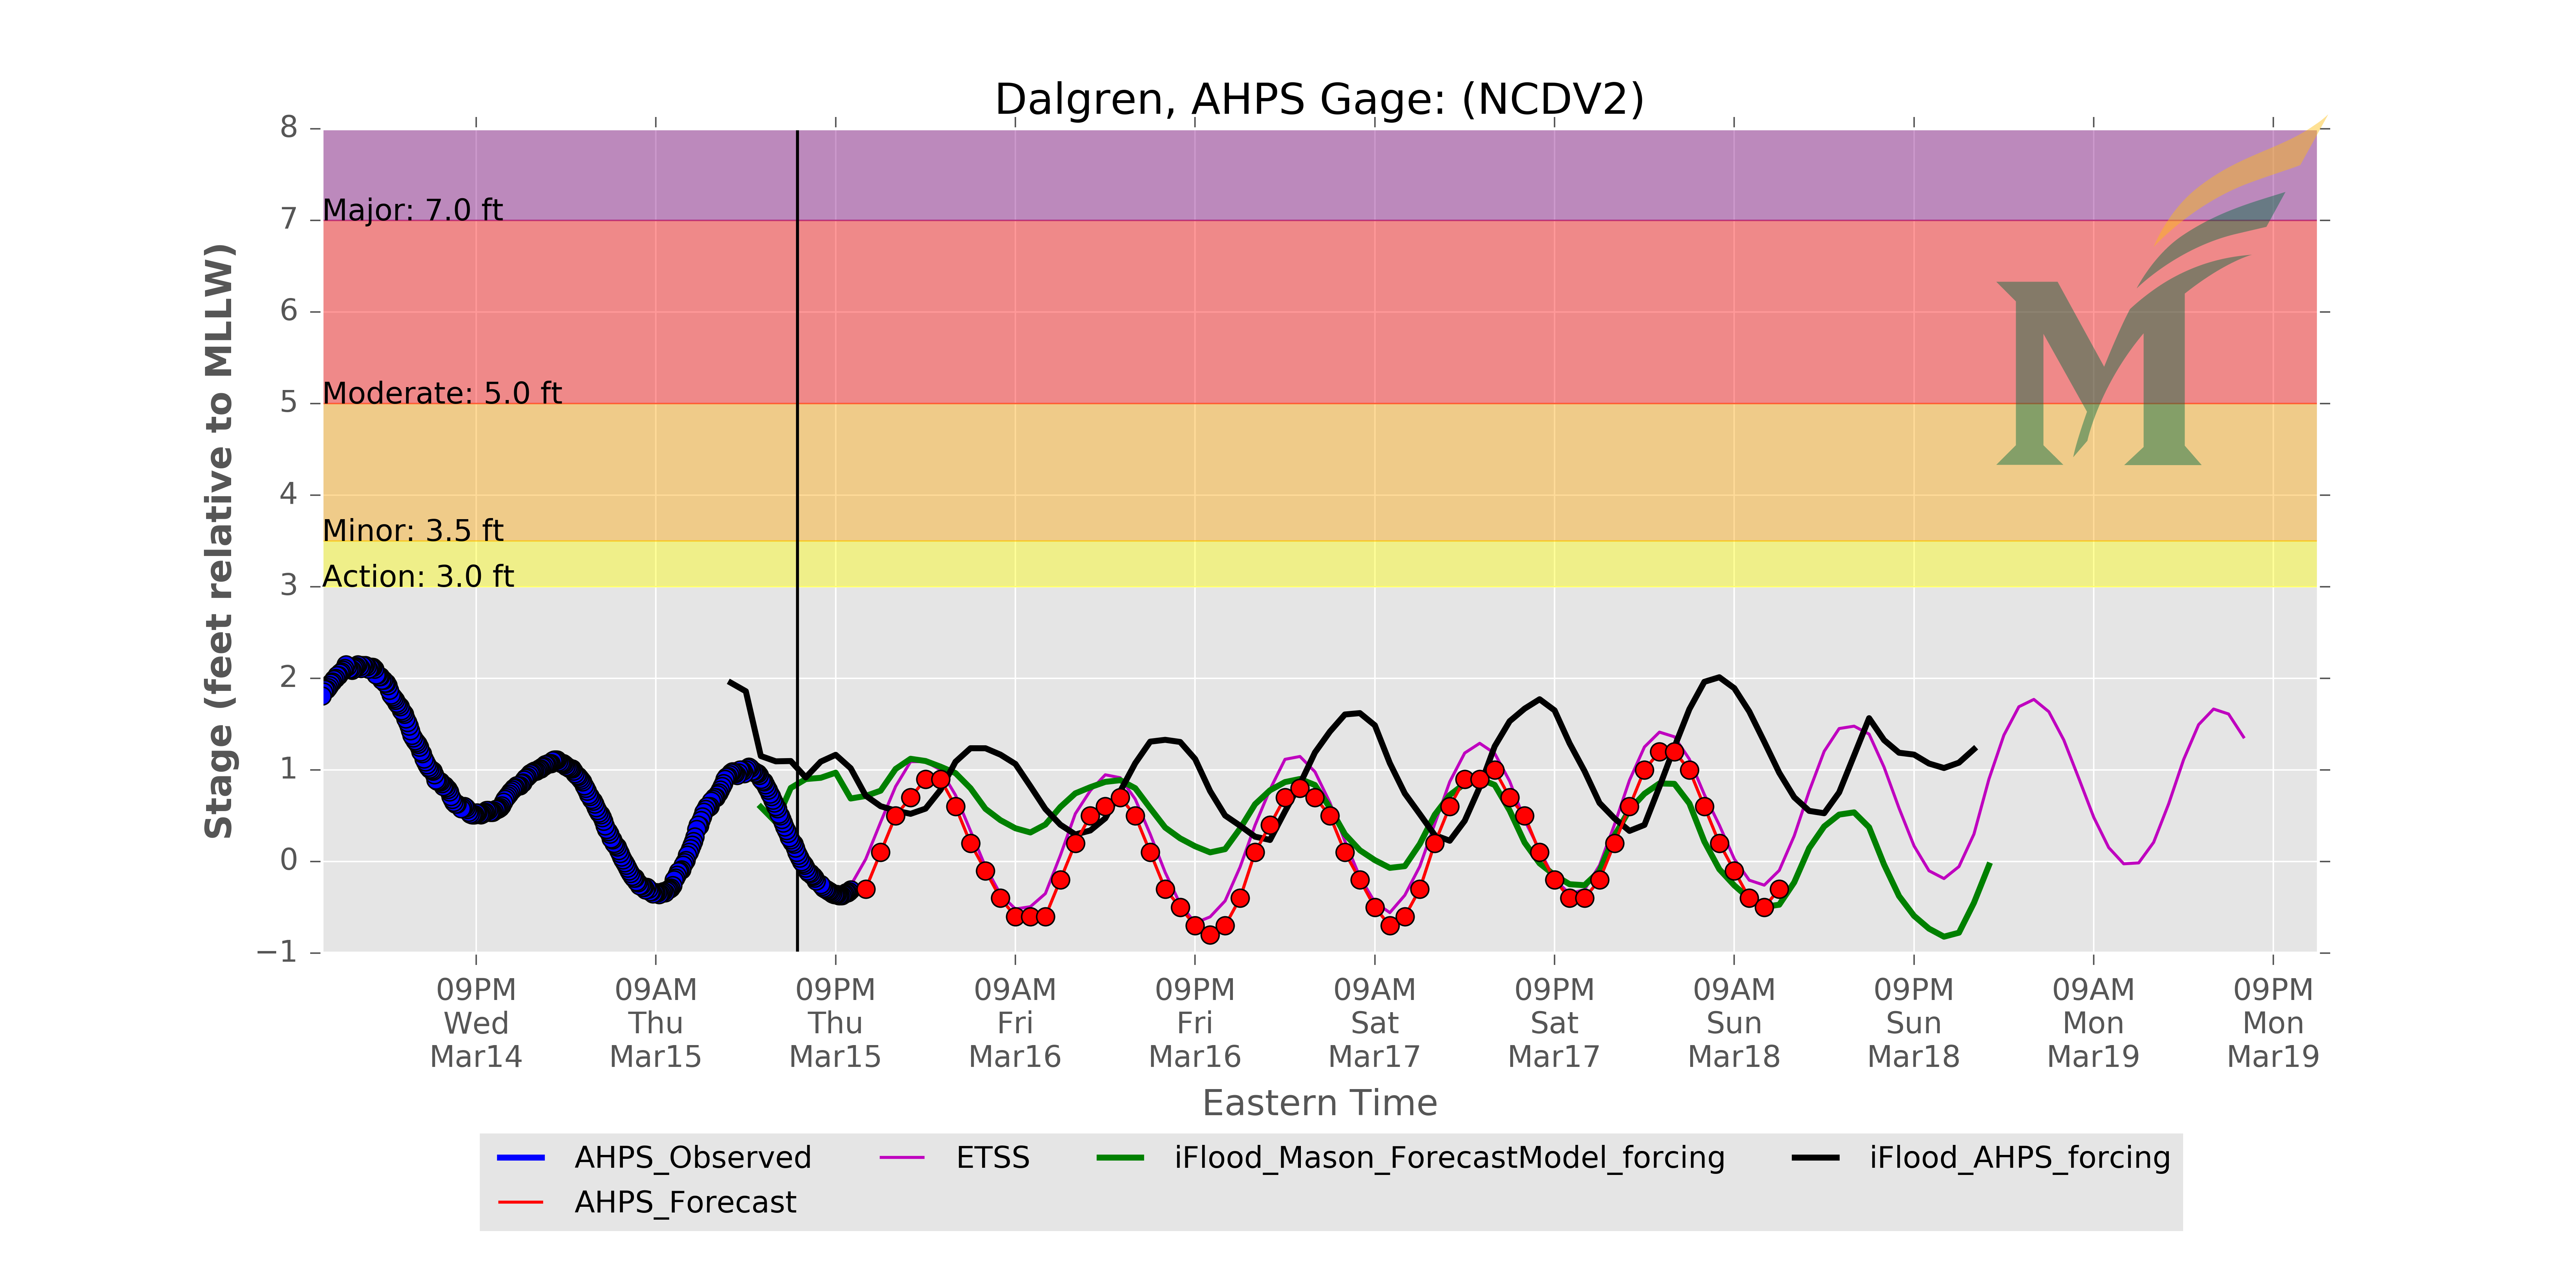 Dalgren, AHPS Gage: (NCDV2)
8
7
6
5
4
3
2
1
0
−1
Stage (feet relative to MLLW)
Major: 7.0 ft
Moderate: 5.0 ft
Minor: 3.5 ft
Action: 3.0 ft
M
09PM 09AM 09PM 09AM 09PM 09AM 09PM 09AM 09PM 09AM 09PM
Wed Thu Thu Fri Fri Sat Sat Sun Sun Mon Mon
Mar14 Mar15 Mar15 Mar16 Mar16 Mar17 Mar17 Mar18 Mar18 Mar19 Mar19
Eastern Time
AHPS_Observed ETSS iFlood_Mason_ForecastModel_forcing iFlood_AHPS_forcing
AHPS_Forecast